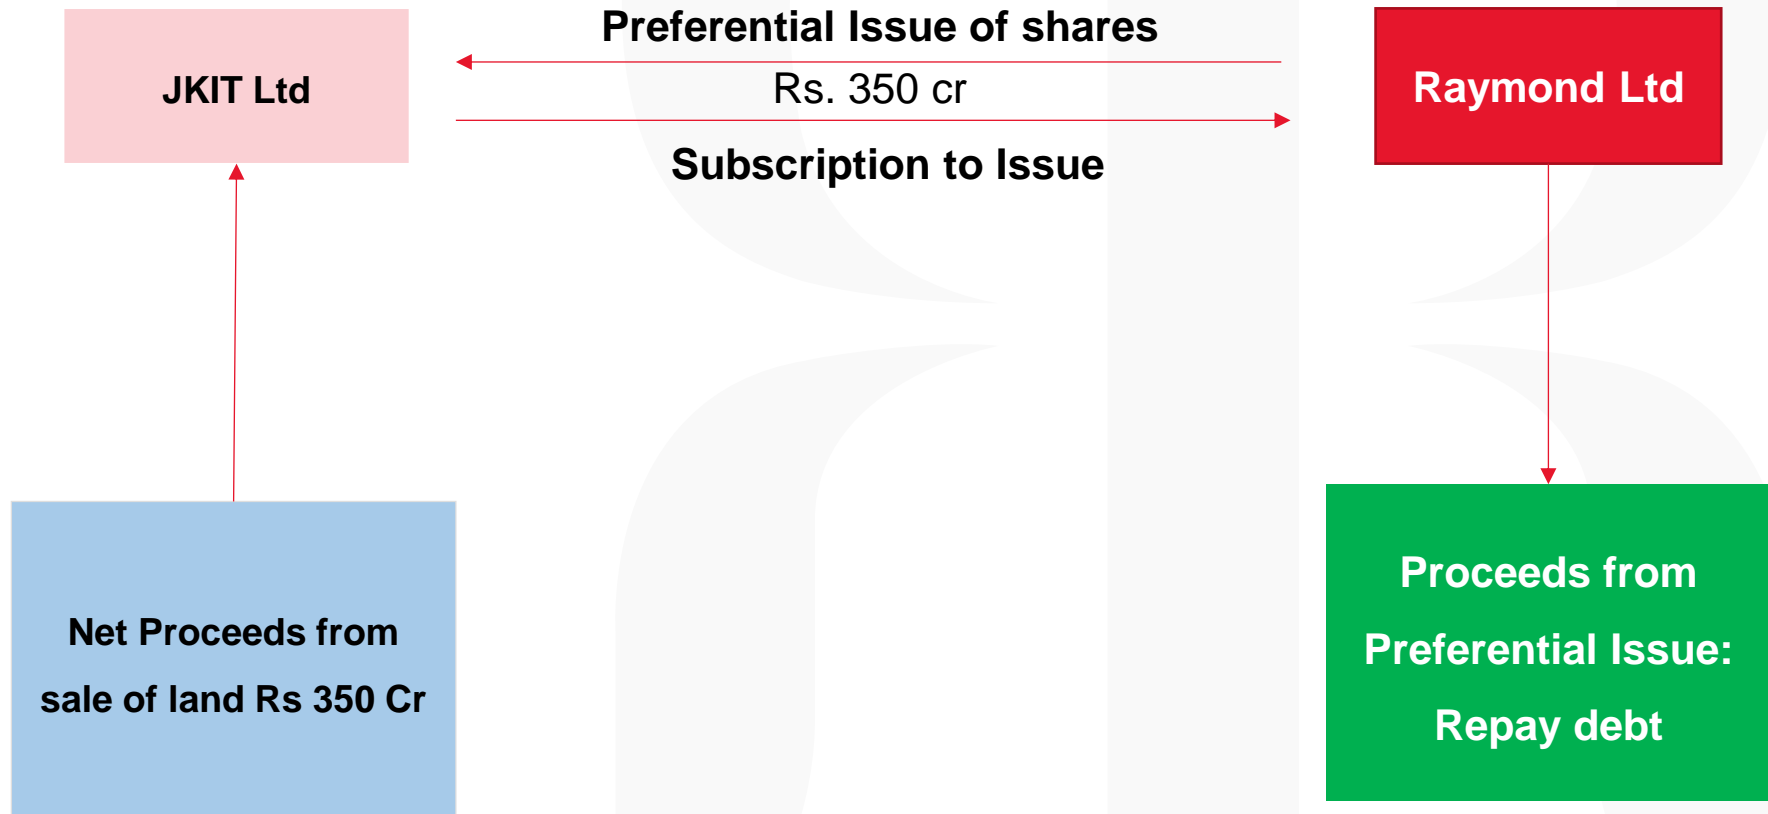 Preferential Issue of shares
JKIT Ltd
Rs. 350 cr
Raymond Ltd
Subscription to Issue
Net Proceeds from
sale of land Rs 350 Cr
Proceeds from
Preferential Issue:
Repay debt